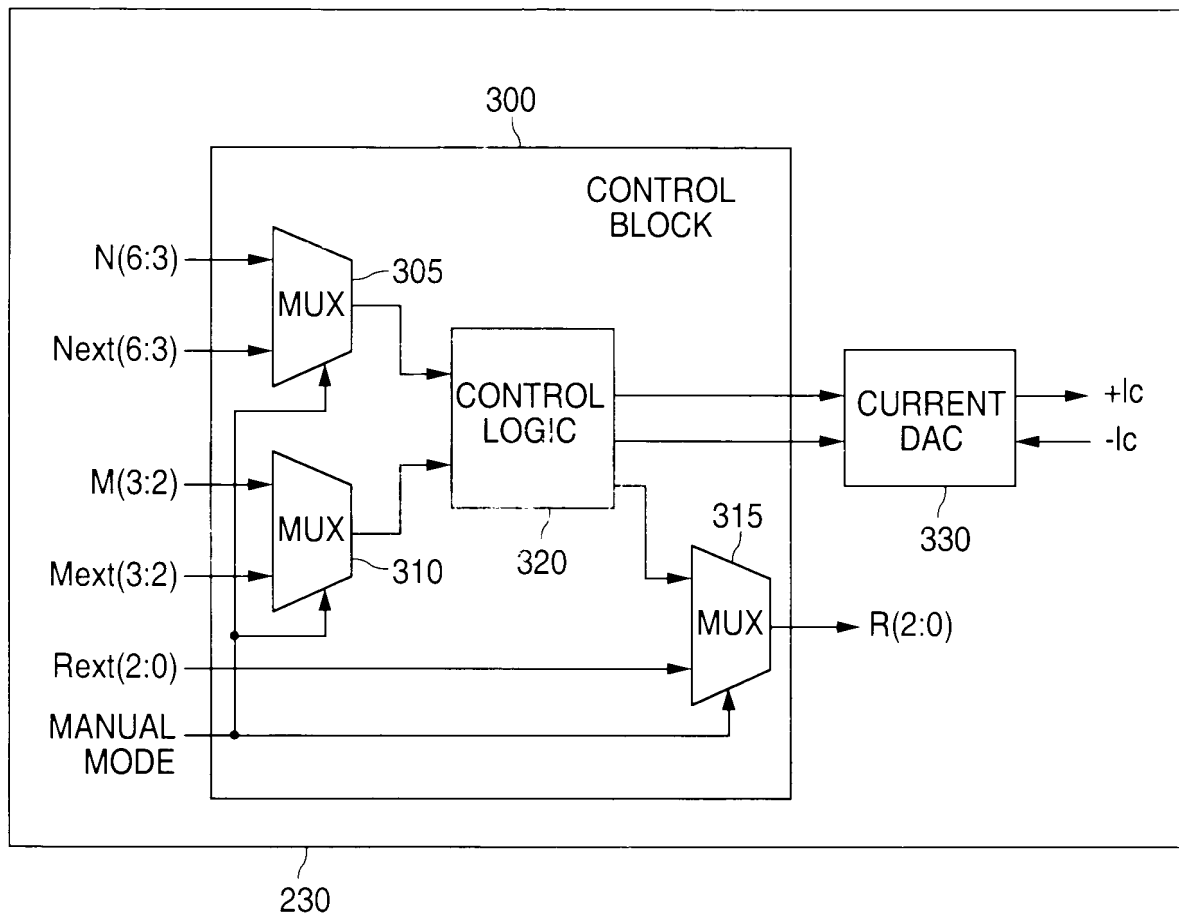 300
CONTROL
BLOCK
N(6:3)
305
MUX
Next(6:3)
CONTROL
LOGIC
CURRENT
DAC
+Ic
-Ic
M(3:2)
MUX
315
320
330
Mext(3:2)
310
MUX
R(2:0)
Rext(2:0)
MANUAL
MODE
230